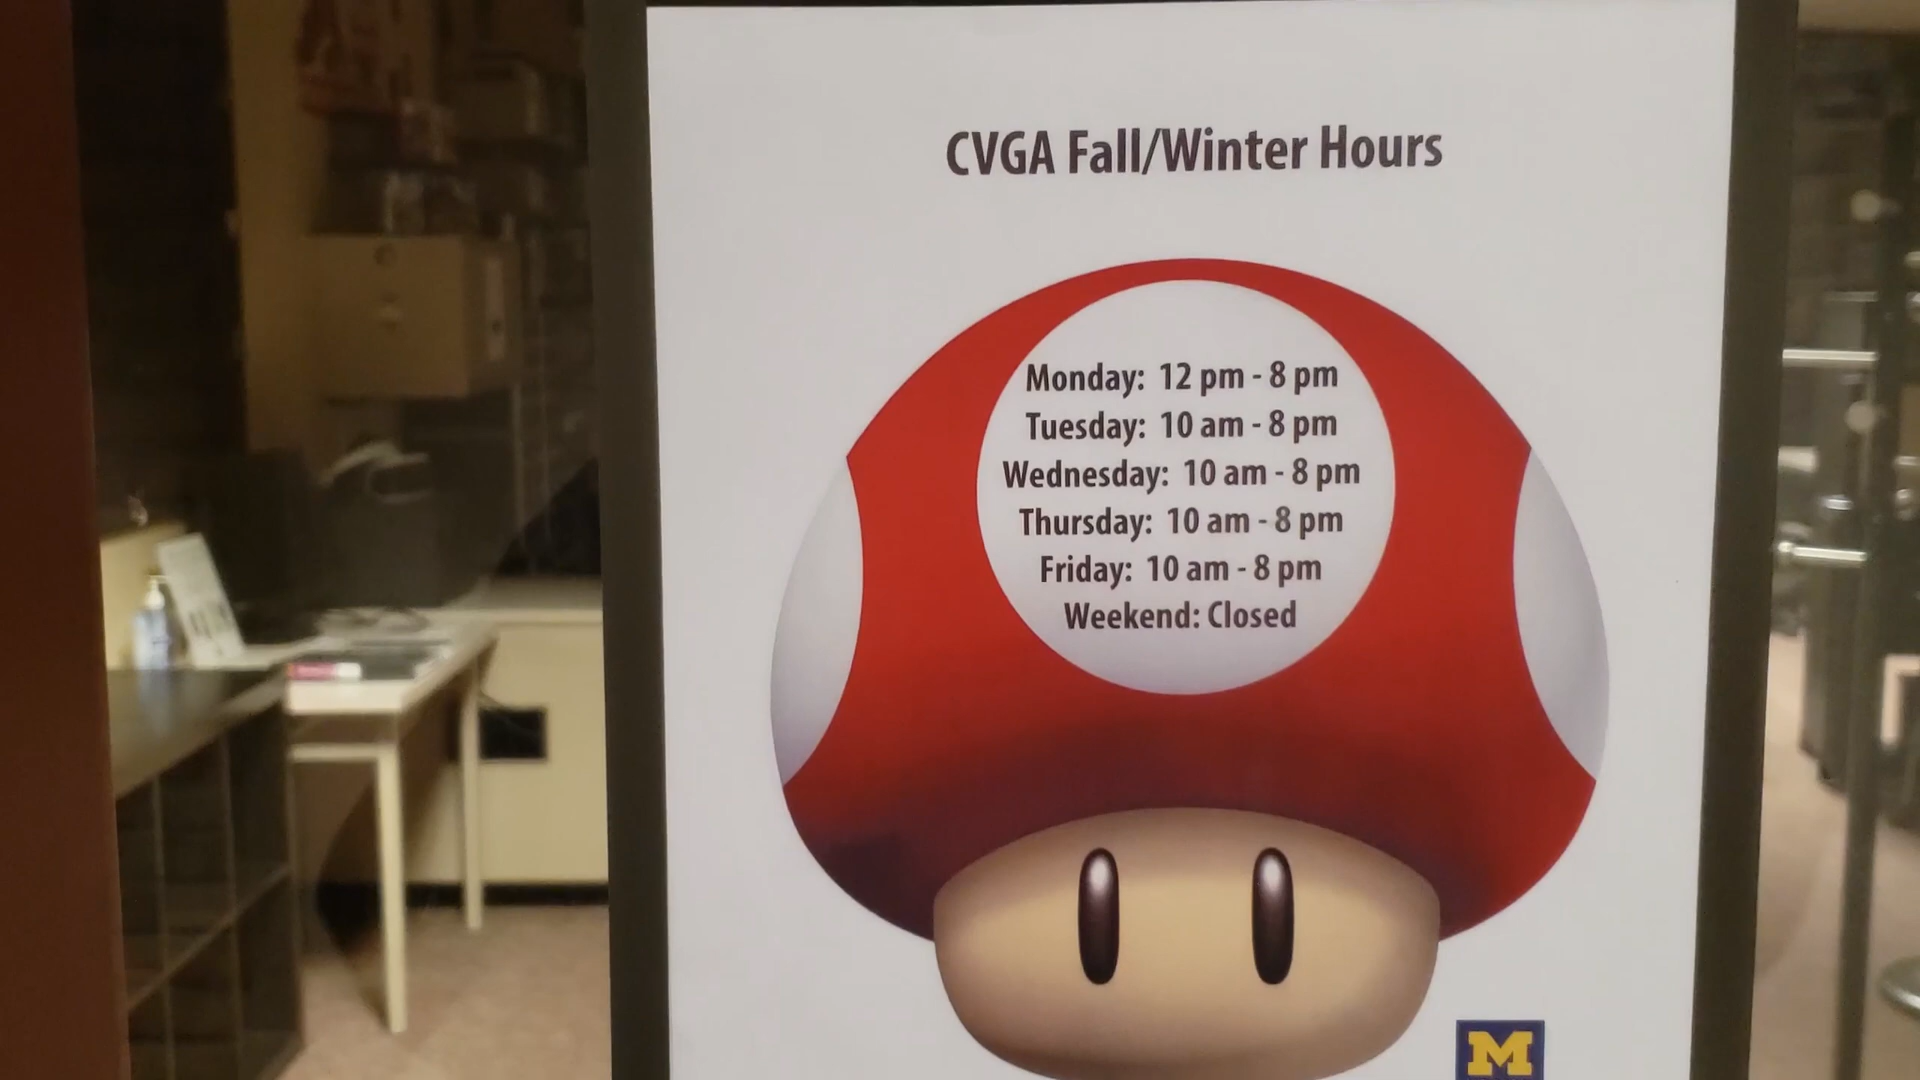 CVGA Fall/Winter Hours
Monday: 12 pm - 8 pm
Tuesday: 10 am - 8 pm
Wednesday: 10 am - 8 pm
Thursday: 10 am - 8 pm
Friday: 10 am - 8 pm
Weekend: Closed
M